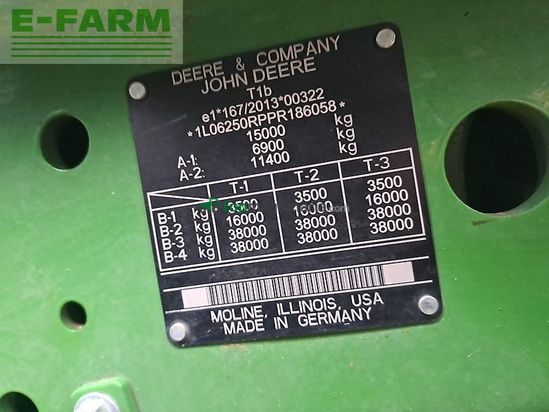 E-FARM
DEERE & COMPANY
JOHN DEERE
T1b
e1*167/2013*00322
*1L06250RPPR186058*
15000 kg
A-1: 6900 kg
A-2: 11400 kg
T-1 T-2 T-3
B-1 kg 3500 3500 3500
B-2 kg 16000 16000 16000
B-3 kg 38000 38000 38000
B-4 kg 38000 38000 38000
MOLINE, ILLINOIS, USA
MADE IN GERMANY